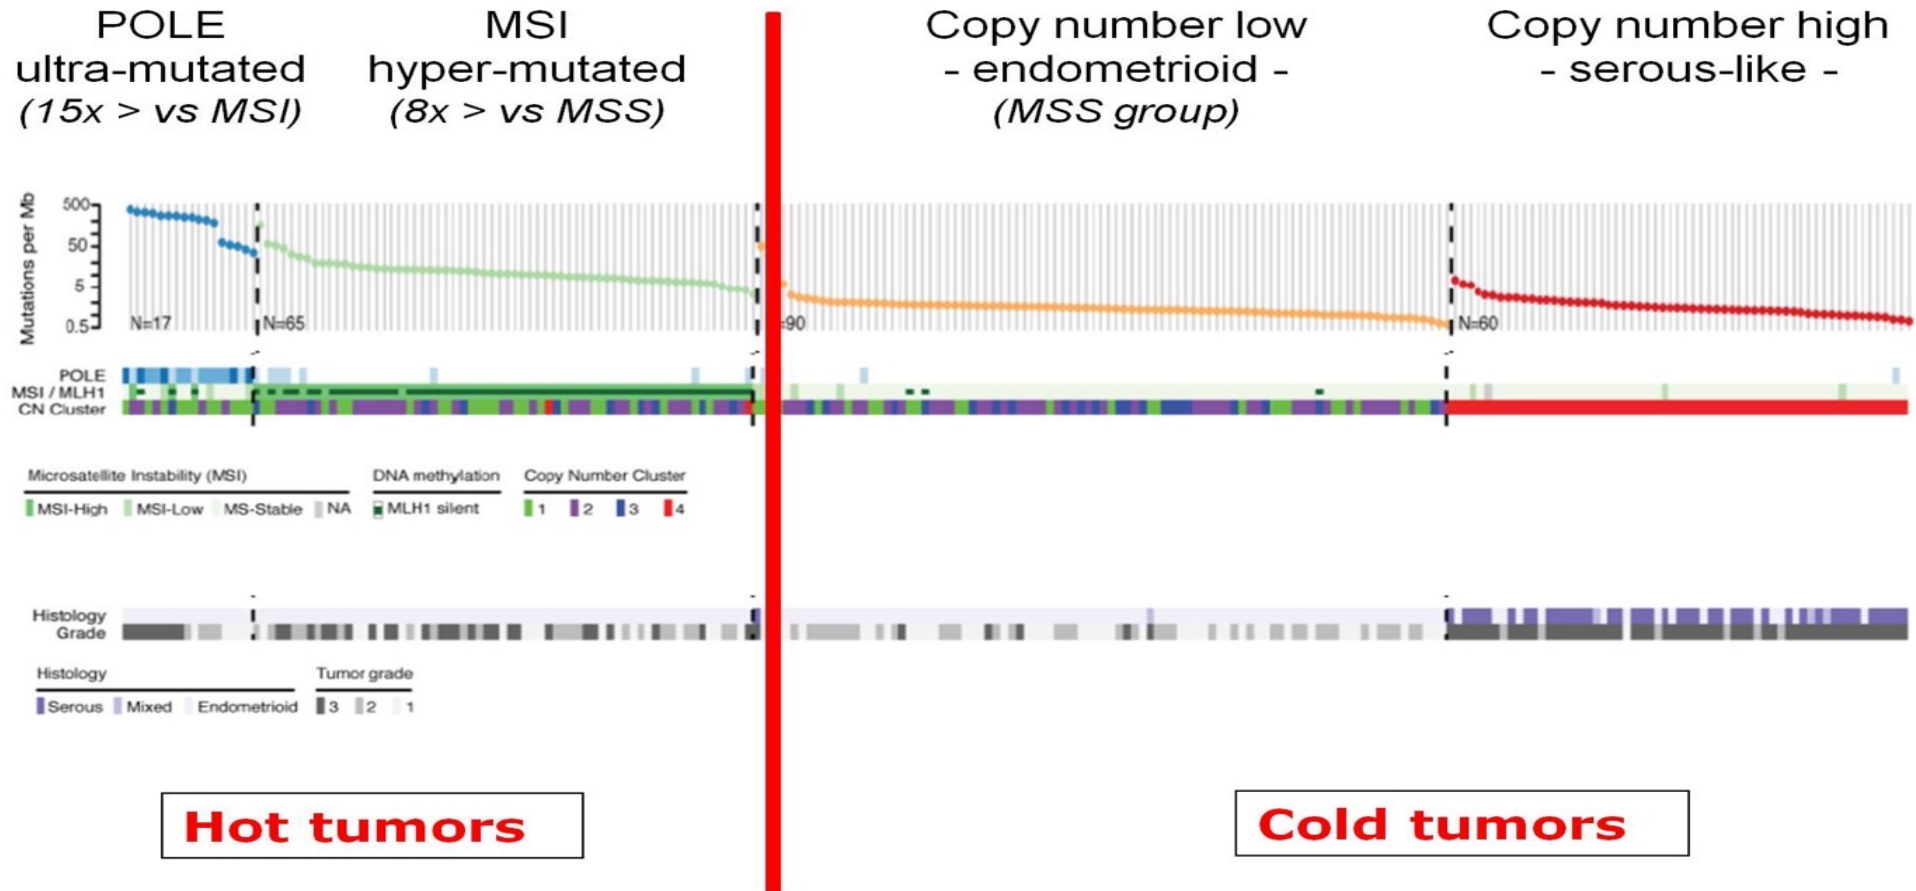 POLE
ultra-mutated
(15x > vs MSI)
MSI
hyper-mutated
(8x > vs MSS)
Copy number low
- endometrioid -
(MSS group)
Copy number high
- serous-like -
Mutations per Mb
500
50
5
0.5
N=17
N=65
=90
N=60
POLE
MSI / MLH1
CN Cluster
Microsatellite Instability (MSI)
MSI-High MSI-Low MS-Stable NA
DNA methylation
MLH1 silent
Copy Number Cluster
1 2 3 4
Histology
Grade
Histology
Serous Mixed Endometrioid
Tumor grade
3 2 1
Hot tumors
Cold tumors